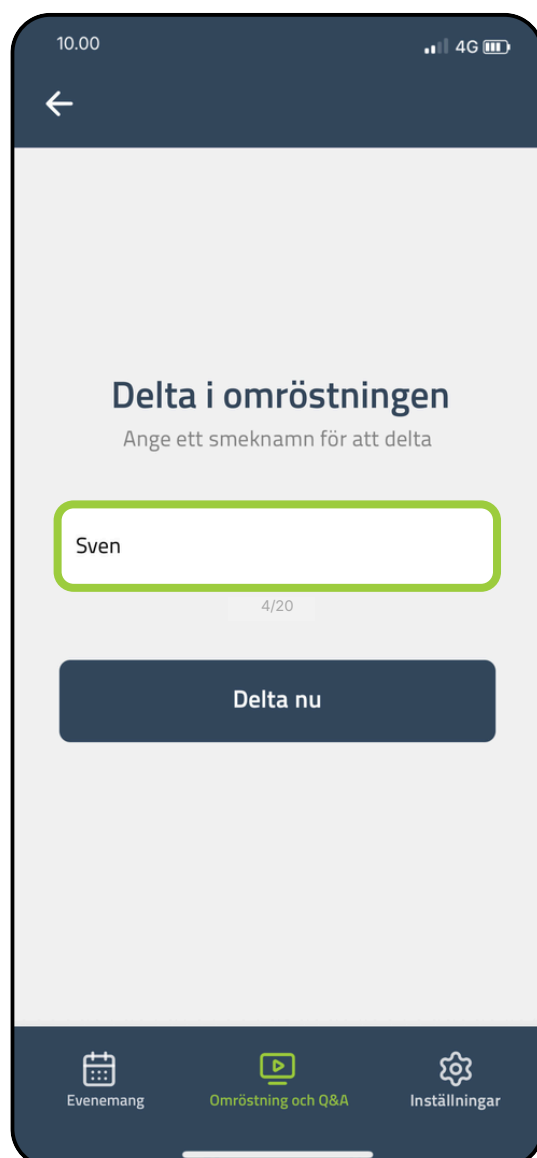 10.00
4G
Delta i omröstningen
Ange ett smeknamn för att delta
Sven
4/20
Delta nu
Evenemang
Omröstning och Q&A
Inställningar